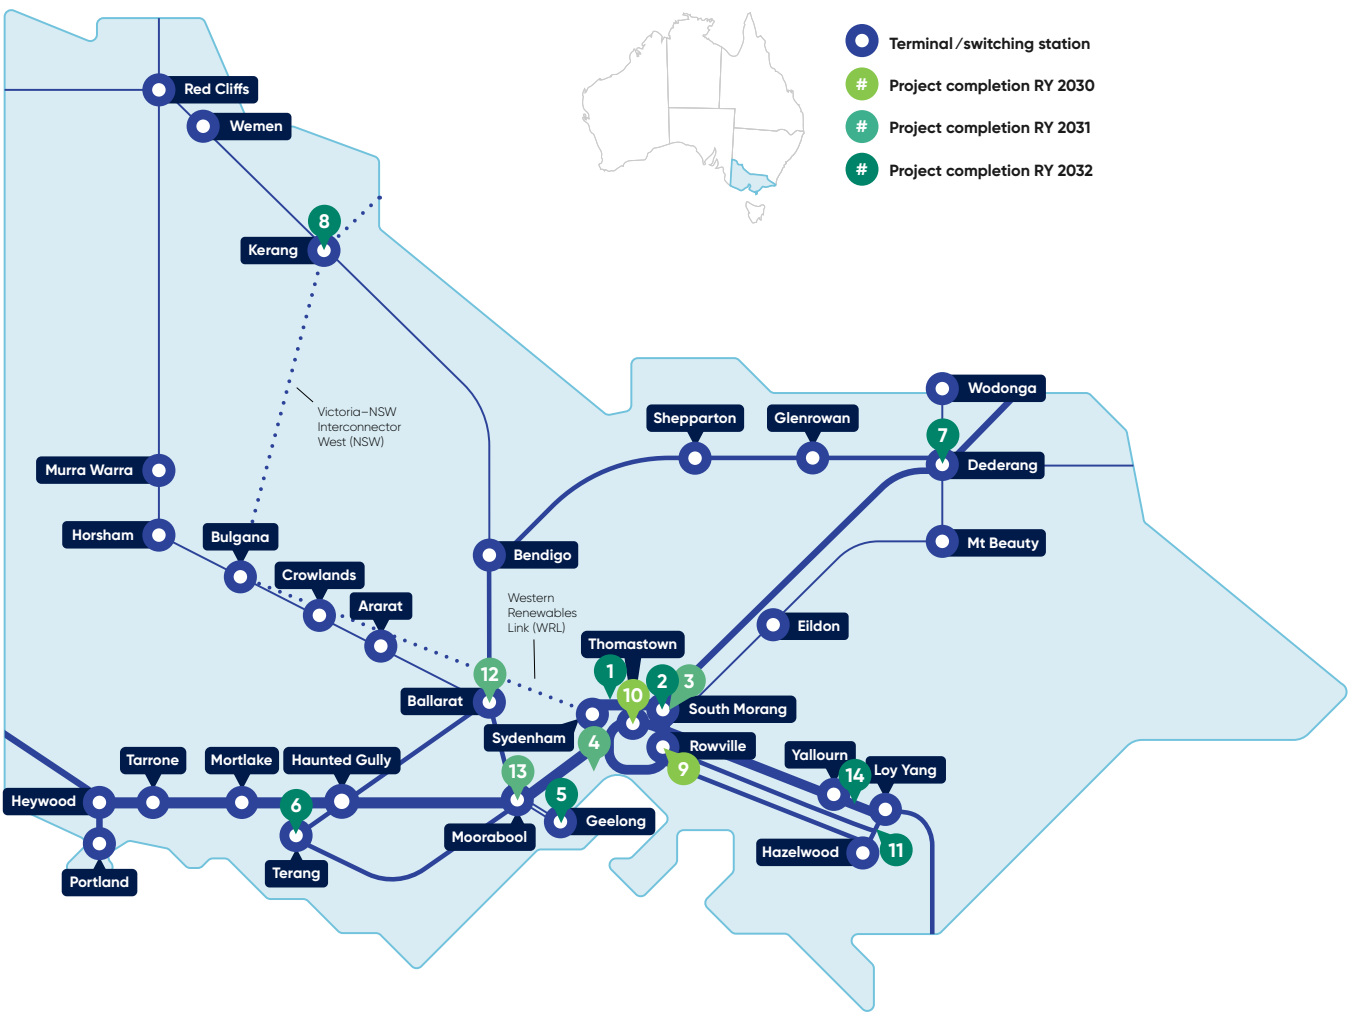 Terminal/switching station
# Project completion RY 2030
# Project completion RY 2031
# Project completion RY 2032
Red Cliffs
Wemen
8
Kerang
Victoria–NSW
Interconnector
West (NSW)
Wodonga
Shepparton
Glenrowan
7
Dederang
Murra Warra
Horsham
Bulgana
Bendigo
Mt Beauty
Crowlands
Ararat
Western
Renewables
Link (WRL)
Eildon
Thomastown
12
1
10
2
3
Ballarat
South Morang
Sydenham
4
Rowville
9
Tarrone
Mortlake
Haunted Gully
13
Yallourn
14
Loy Yang
Heywood
6
5
Geelong
Moorabool
Hazelwood
11
Terang
Portland